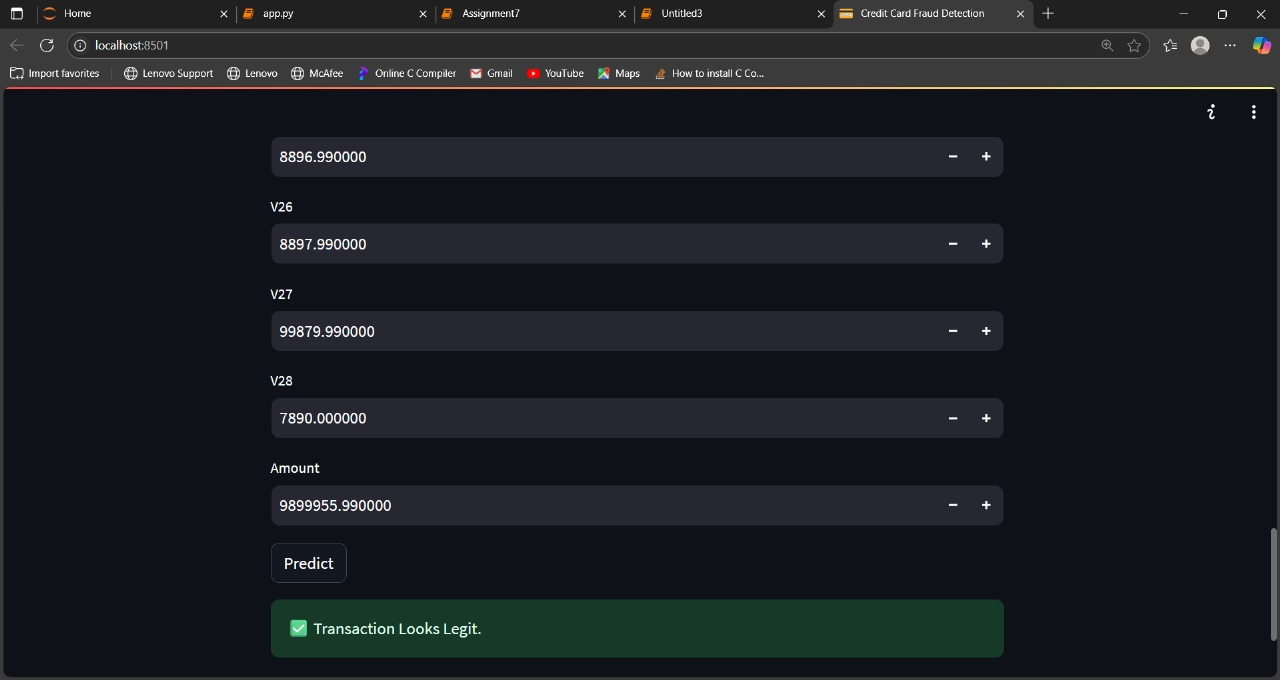 Home
app.py
Assignment7
Untitled3
Credit Card Fraud Detection
localhost:8501
Import favorites
Lenovo Support
Lenovo
McAfee
Online C Compiler
Gmail
YouTube
Maps
How to install C Co...
8896.990000
V26
8897.990000
V27
99879.990000
V28
7890.000000
Amount
9899955.990000
Predict
✅ Transaction Looks Legit.